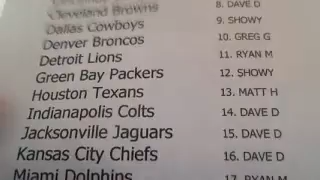 Cleveland Browns
8. DAVE D
Dallas Cowboys
9. SHOWY
Denver Broncos
10. GREG G
Detroit Lions
11. RYAN M
Green Bay Packers
12. SHOWY
Houston Texans
13. MATT H
Indianapolis Colts
14. DAVE D
Jacksonville Jaguars
15. DAVE D
Kansas City Chiefs
16. DAVE D
Miami Dolphins
17. RYAN M